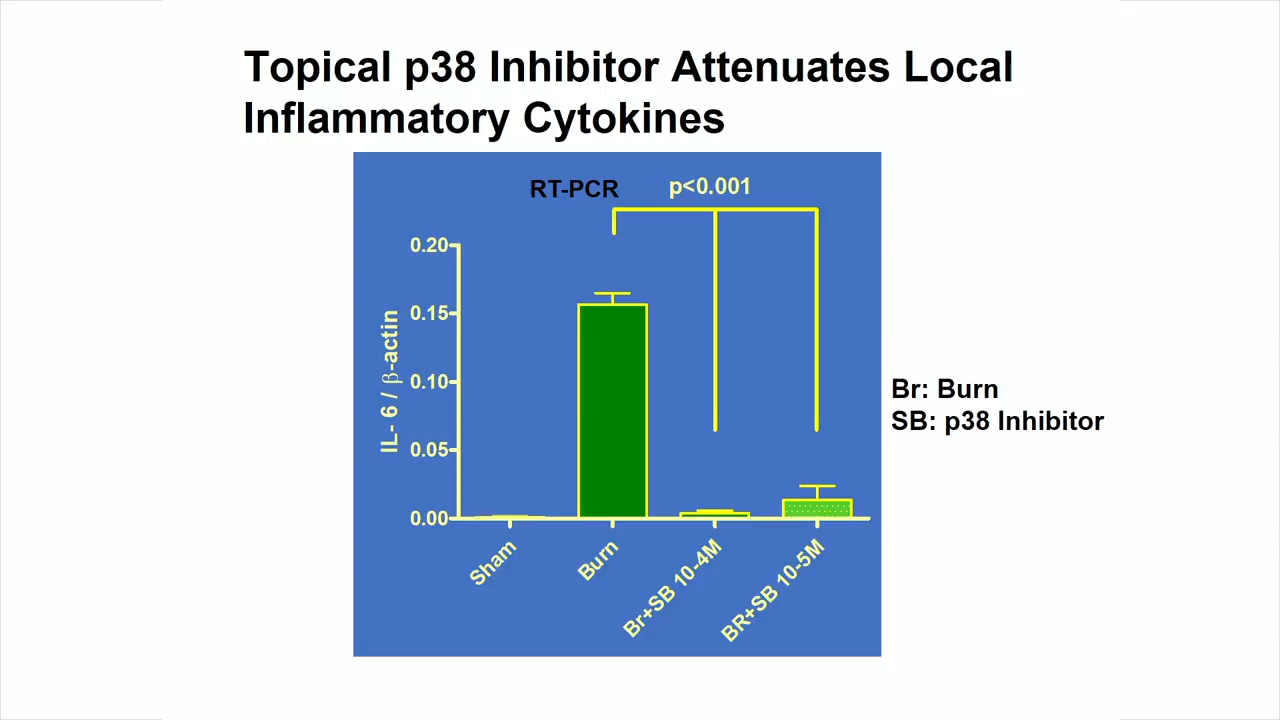 Topical p38 Inhibitor Attenuates Local
Inflammatory Cytokines
RT-PCR
p<0.001
0.20
0.15
0.10
0.05
0.00
IL- 6 / β-actin
Sham
Burn
Br+SB 10-4M
BR+SB 10-5M
Br: Burn
SB: p38 Inhibitor